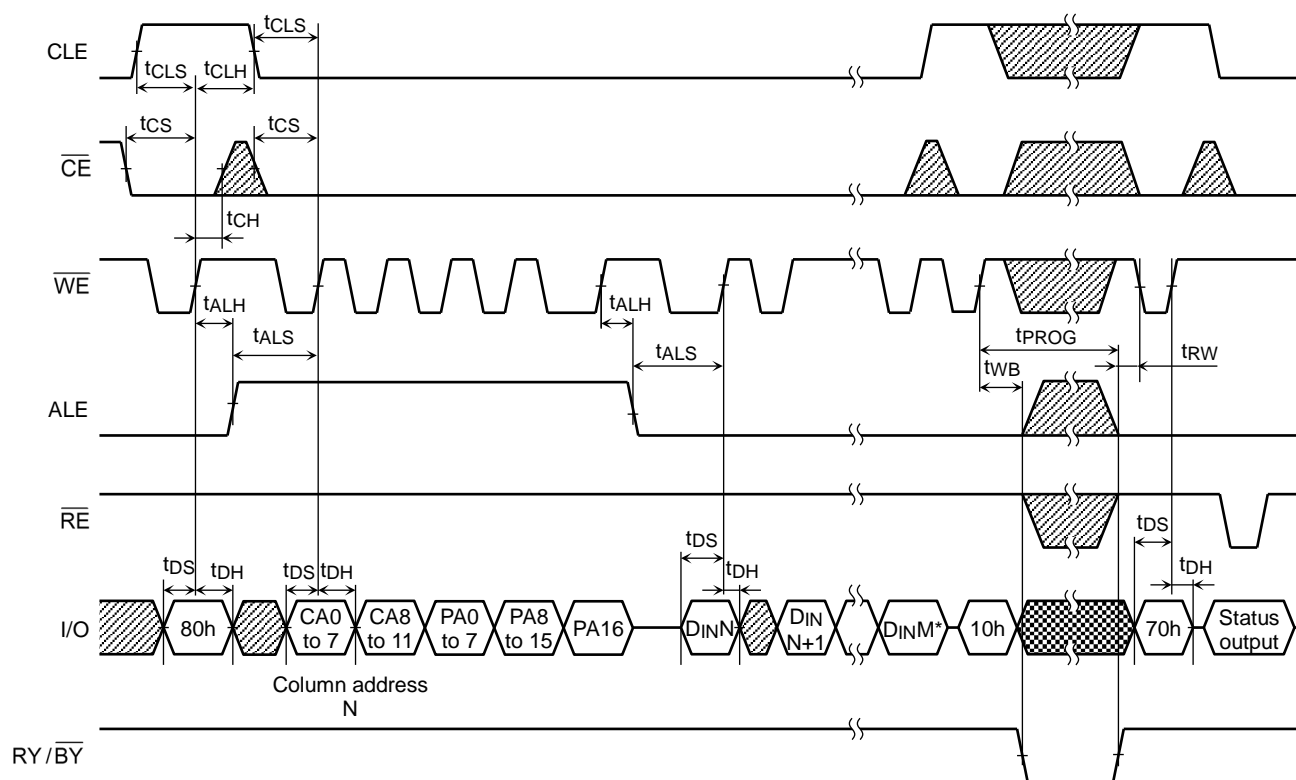 CLE
tCLS
tCLS
tCLH
CE
tCS
tCS
tCH
WE
tALH
tALS
tALH
tALS
tPROG
tWB
tRW
ALE
RE
tDS
tDH
tDS
tDH
tDS
tDH
tDS
tDH
I/O
80h
CA0
to 7
CA8
to 11
PA0
to 7
PA8
to 15
PA16
DINN
DIN
N+1
DINM*
10h
70h
Status
output
Column address
N
RY/BY